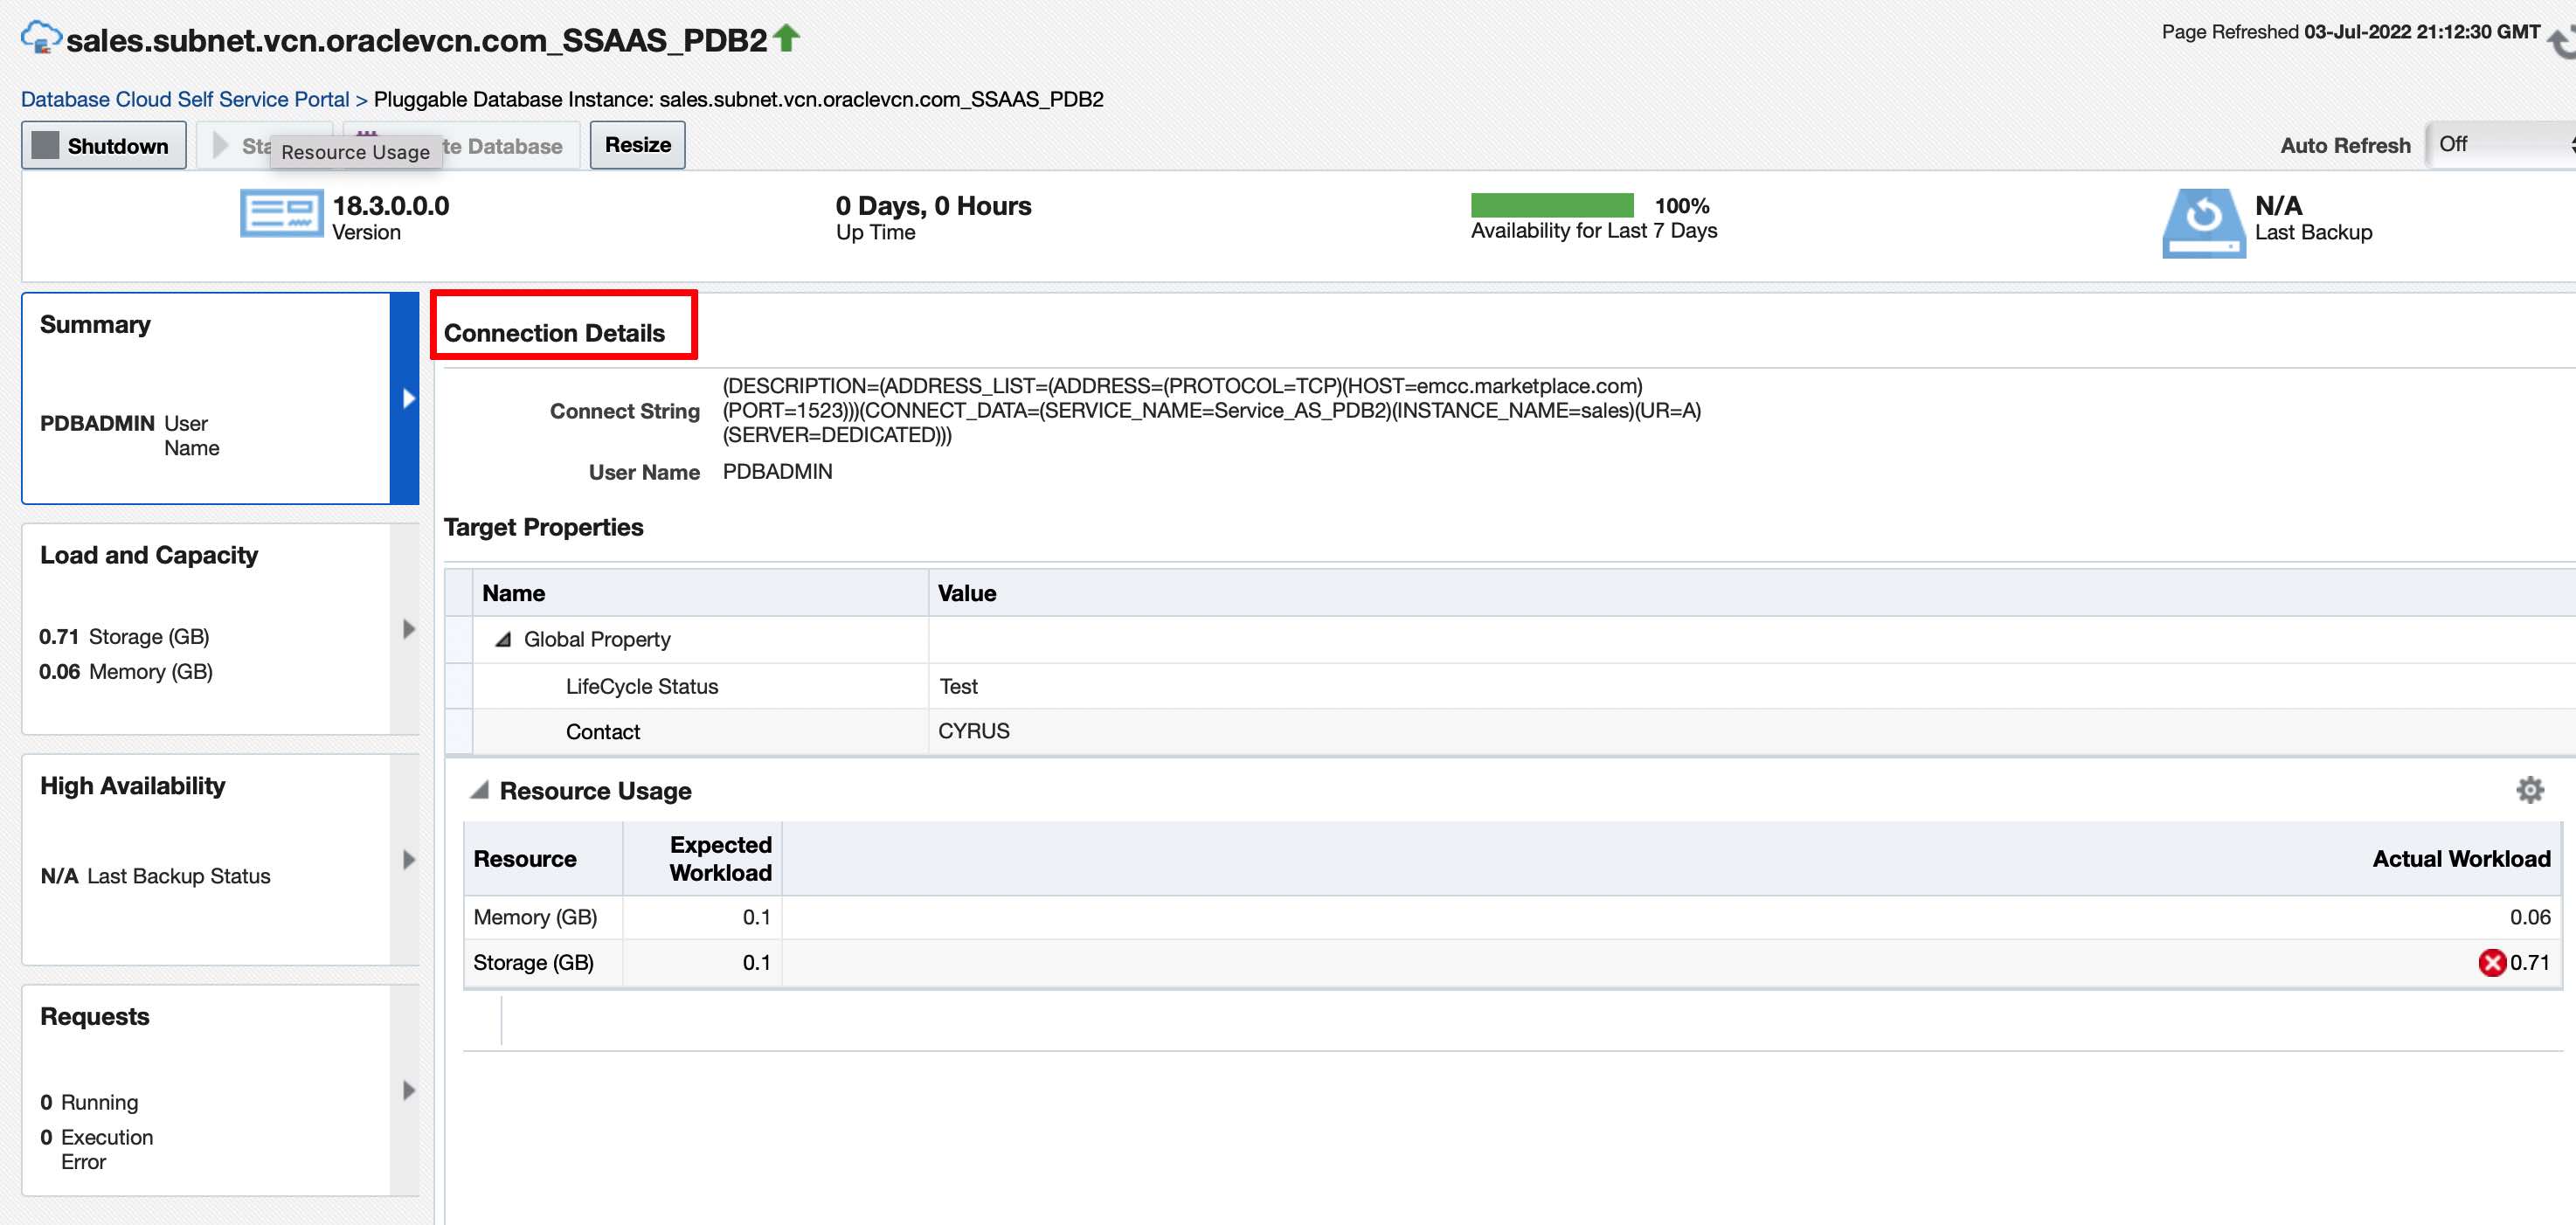 sales.subnet.vcn.oraclevcn.com_SSAAS_PDB2
Page Refreshed 03-Jul-2022 21:12:30 GMT
Database Cloud Self Service Portal > Pluggable Database Instance: sales.subnet.vcn.oraclevcn.com_SSAAS_PDB2
Shutdown
Resource Usage
Database
Resize
Auto Refresh Off
18.3.0.0.0
Version
0 Days, 0 Hours
Up Time
100%
Availability for Last 7 Days
N/A
Last Backup
Summary
PDBADMIN User
Name
Load and Capacity
0.71 Storage (GB)
0.06 Memory (GB)
High Availability
N/A Last Backup Status
Requests
0 Running
0 Execution
Error
Connection Details
Connect String
(DESCRIPTION=(ADDRESS_LIST=(ADDRESS=(PROTOCOL=TCP)(HOST=emcc.marketplace.com)
(PORT=1523)))(CONNECT_DATA=(SERVICE_NAME=Service_AS_PDB2)(INSTANCE_NAME=sales)(UR=A)
(SERVER=DEDICATED)))
User Name PDBADMIN
Target Properties
Name Value
Global Property
LifeCycle Status Test
Contact CYRUS
Resource Usage
Resource Expected Workload Actual Workload
Memory (GB) 0.1 0.06
Storage (GB) 0.1 0.71